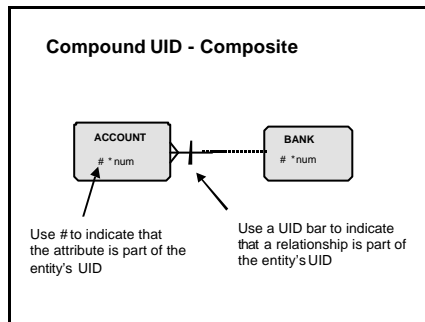 Compound UID - Composite
ACCOUNT
# * num
BANK
# * num
Use # to indicate that
the attribute is part of the
entity's UID
Use a UID bar to indicate
that a relationship is part of
the entity's UID